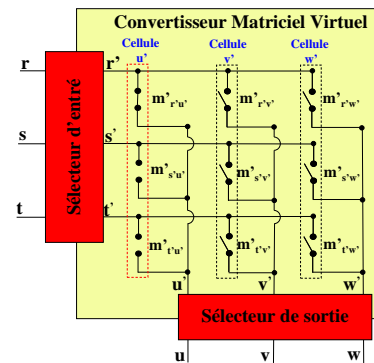 Convertisseur Matriciel Virtuel
Cellule Cellule Cellule
u' v' w'
r r'
m'r'u' m'r'v' m'r'w'
Sélecteur d'entré
s s'
m's'u' m's'v' m's'w'
t t'
m't'u' m't'v' m't'w'
u' v' w'
Sélecteur de sortie
u v w